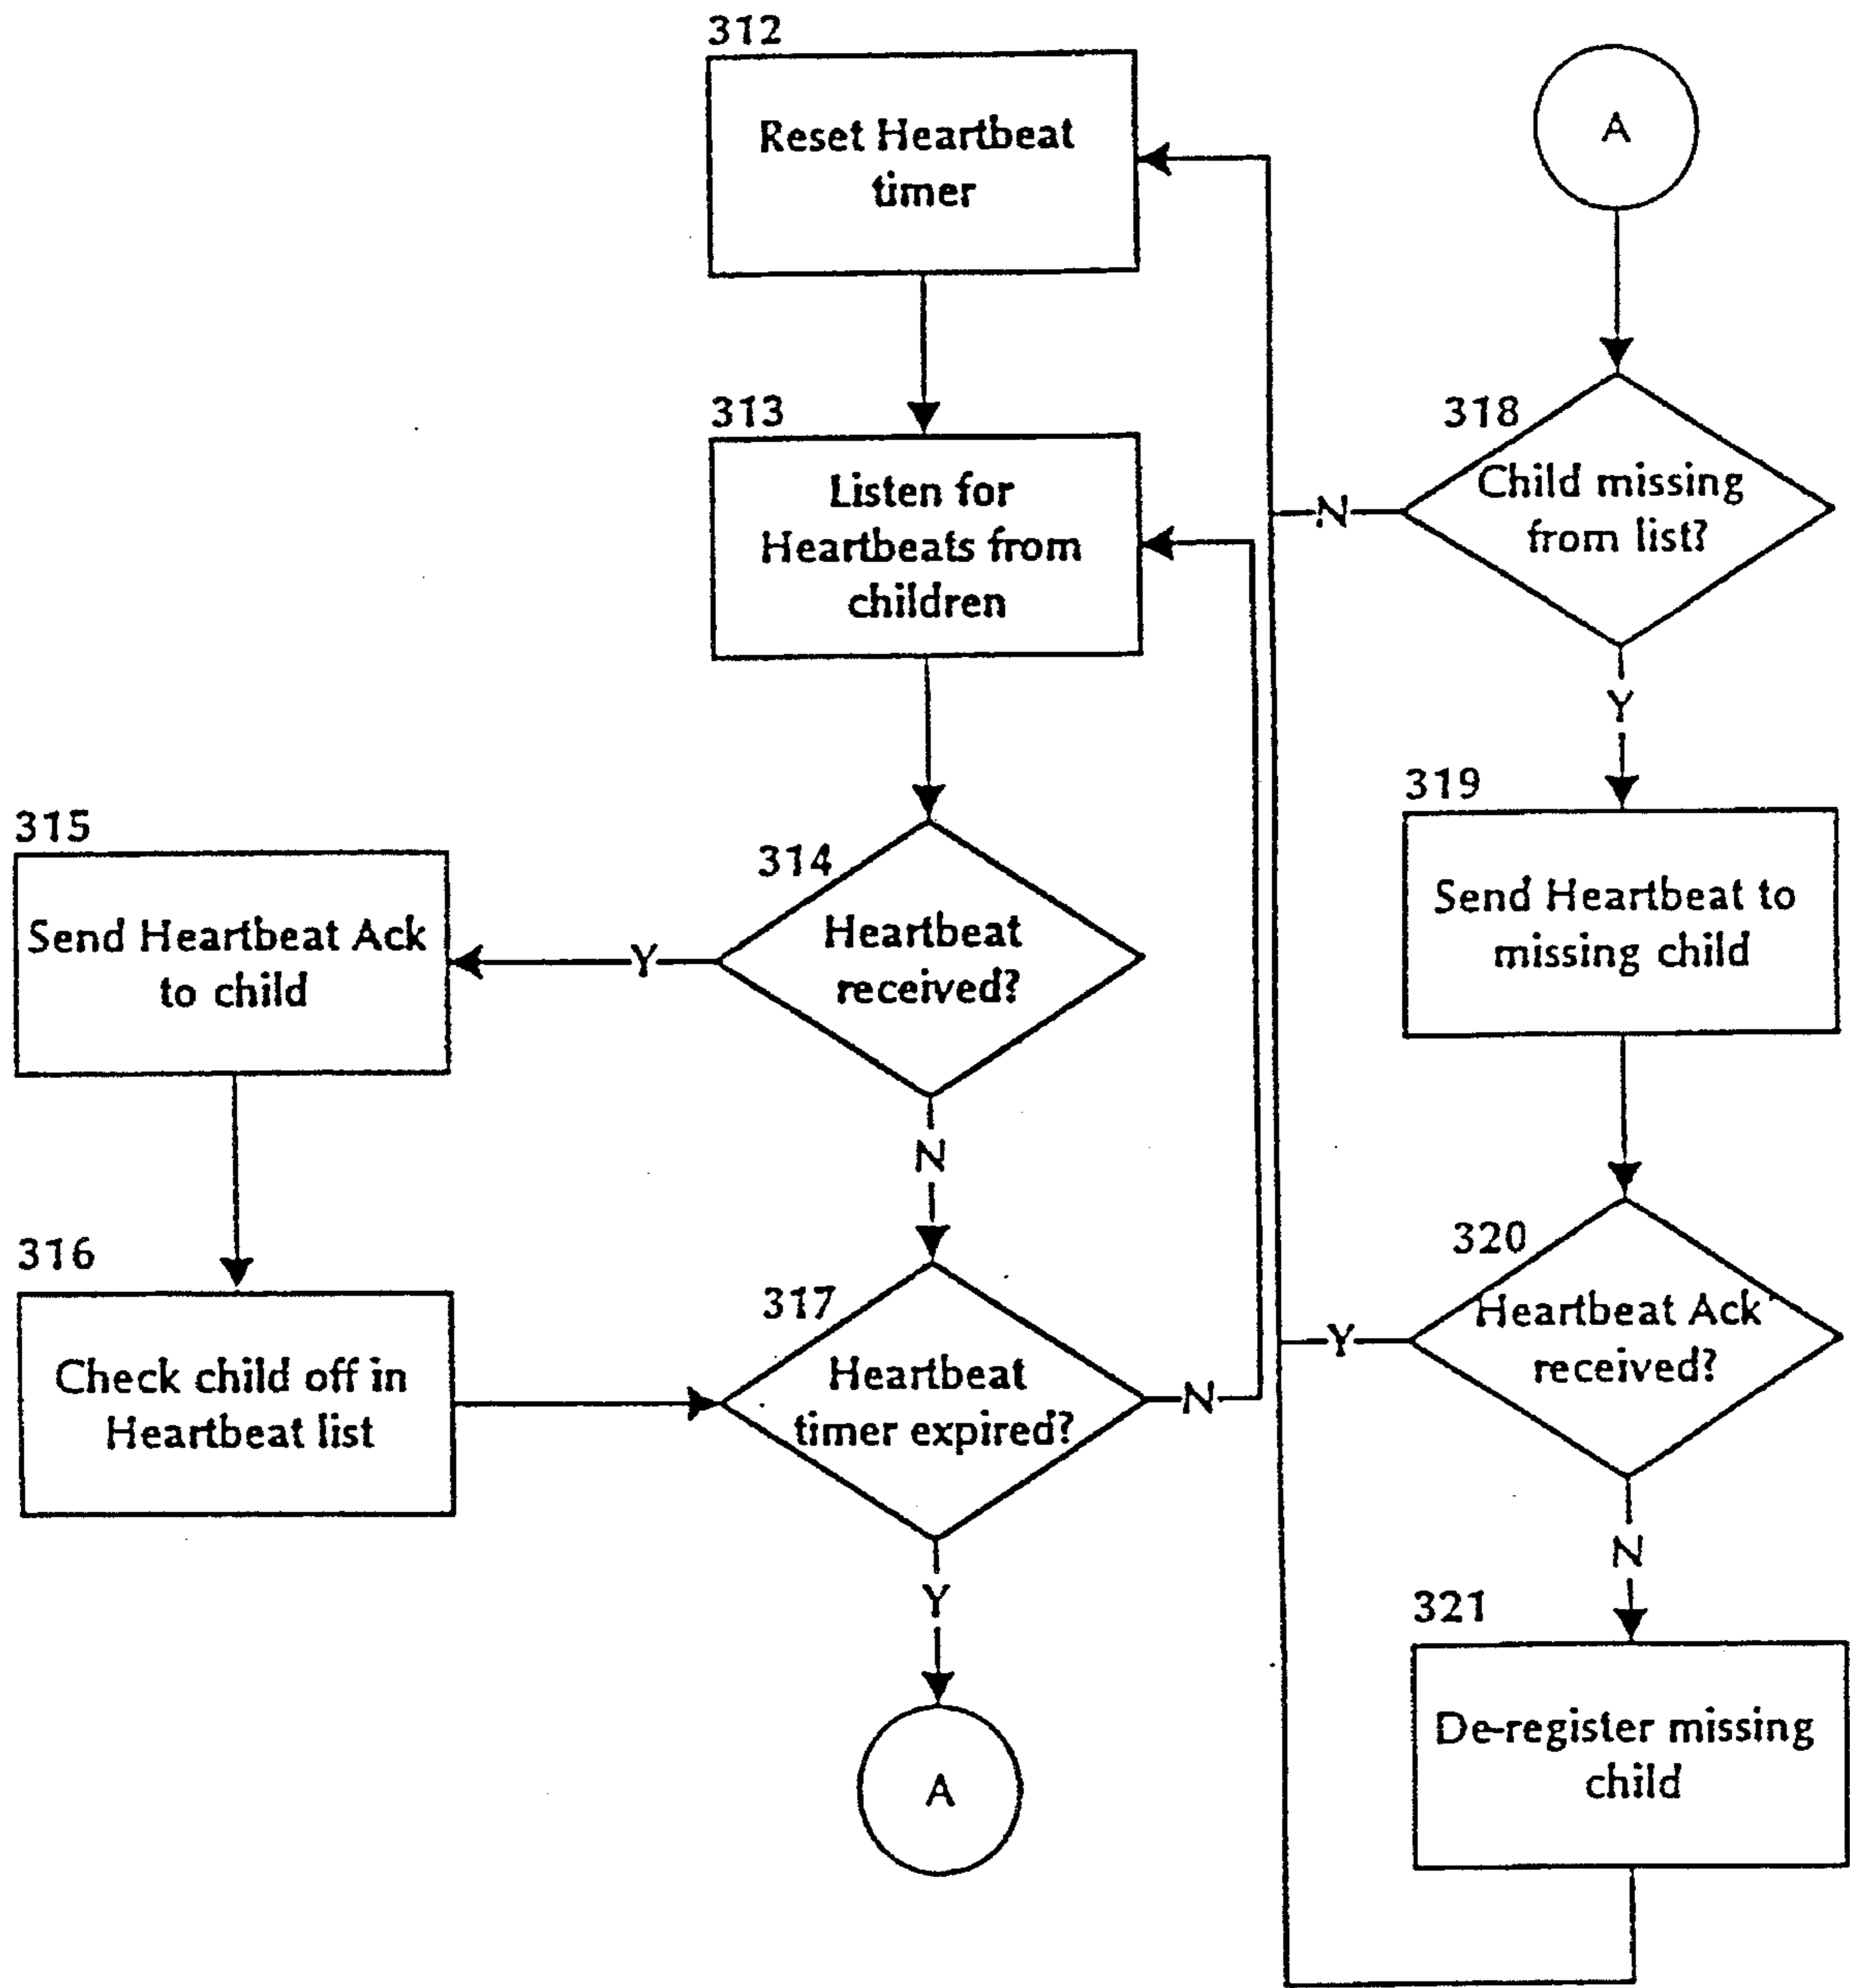 312
Reset Heartbeat
timer
313
Listen for
Heartbeats from
children
314
Heartbeat
received?
Y
N
315
Send Heartbeat Ack
to child
316
Check child off in
Heartbeat list
317
Heartbeat
timer expired?
N
Y
A
A
318
Child missing
from list?
N
Y
319
Send Heartbeat to
missing child
320
Heartbeat Ack
received?
Y
N
321
De-register missing
child